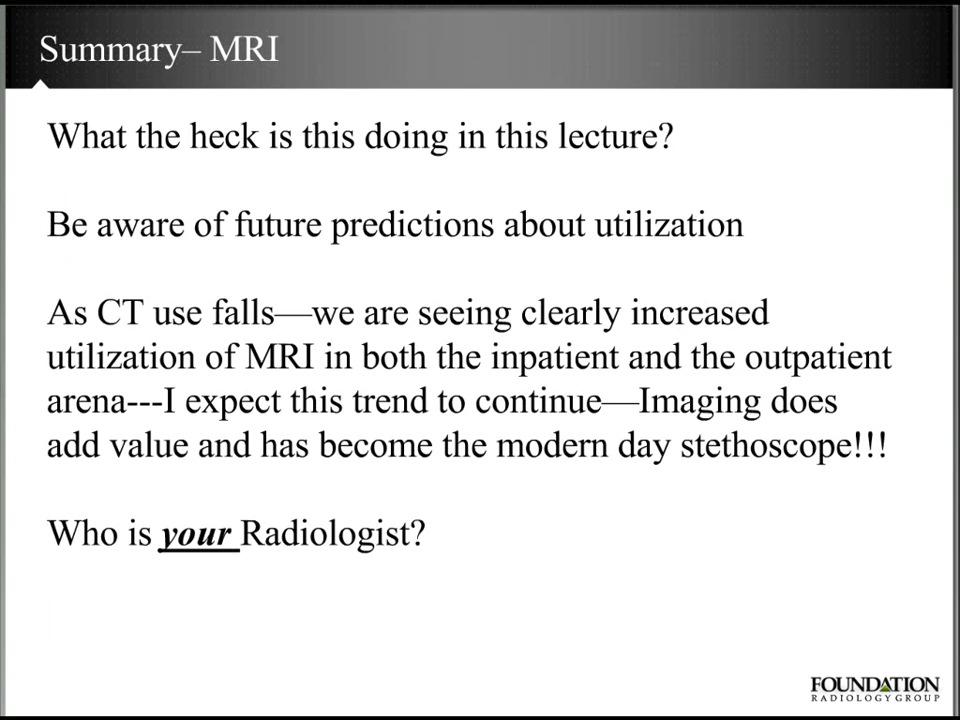 Summary– MRI
What the heck is this doing in this lecture?
Be aware of future predictions about utilization
As CT use falls—we are seeing clearly increased
utilization of MRI in both the inpatient and the outpatient
arena---I expect this trend to continue—Imaging does
add value and has become the modern day stethoscope!!!
Who is your Radiologist?
FOUNDATION
RADIOLOGY GROUP